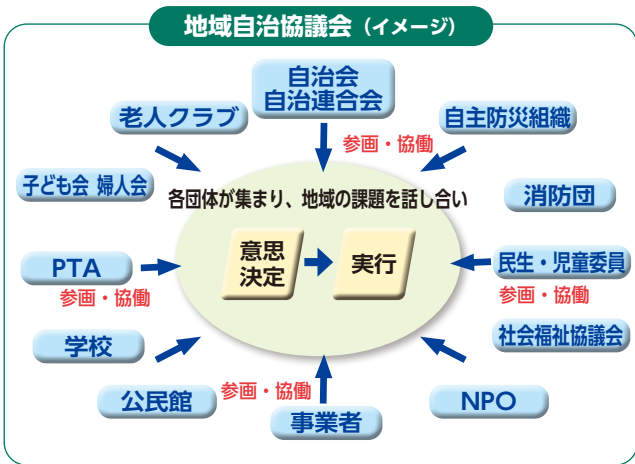 地域自治協議会（イメージ）
自治会
自治連合会
老人クラブ
参画・協働
自主防災組織
子ども会 婦人会
各団体が集まり、地域の課題を話し合い
消防団
意思
決定
実行
PTA
参画・協働
民生・児童委員
参画・協働
学校
社会福祉協議会
公民館
参画・協働
事業者
NPO